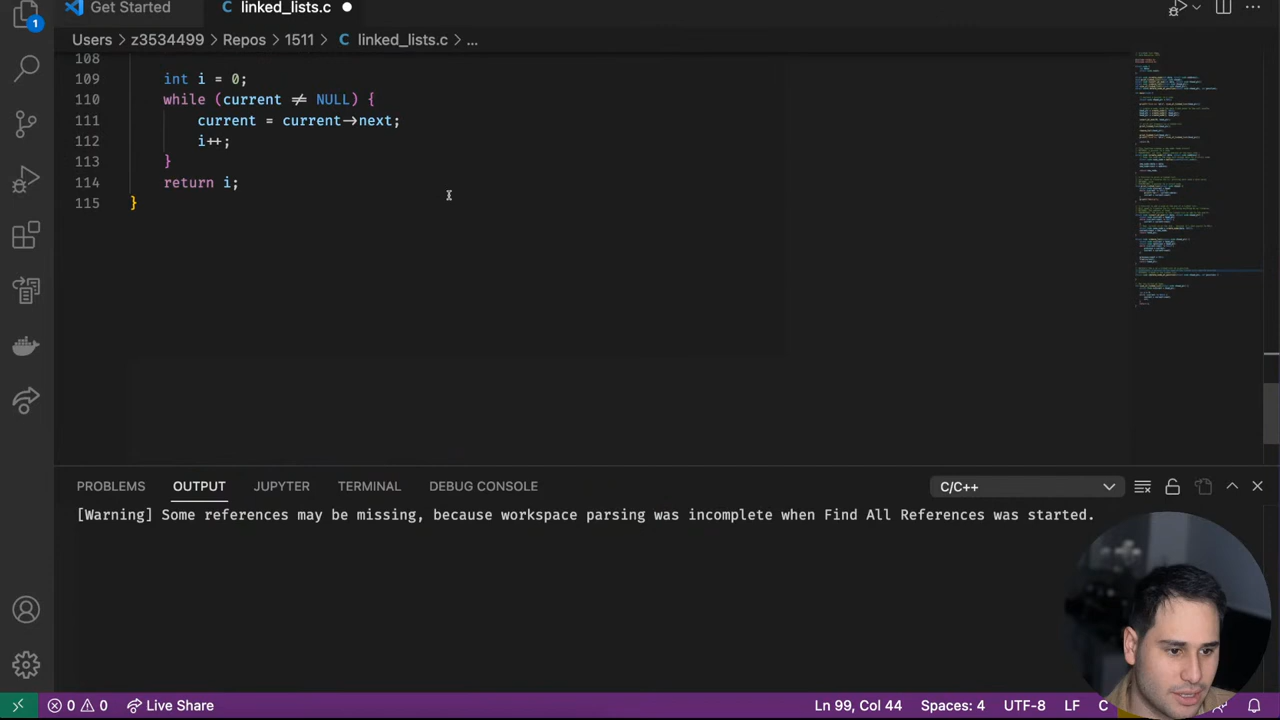 Get Started
linked_lists.c
1
Users > z3534499 > Repos > 1511 > C linked_lists.c > ...
108
109 int i = 0;
110 while (current ≠ NULL) {
111 current = current→next;
112 i++;
113 }
114 return i;
115 }
PROBLEMS OUTPUT JUPYTER TERMINAL DEBUG CONSOLE C/C++
[Warning] Some references may be missing, because workspace parsing was incomplete when Find All References was started.
0 0 Live Share Ln 99, Col 44 Spaces: 4 UTF-8 LF C